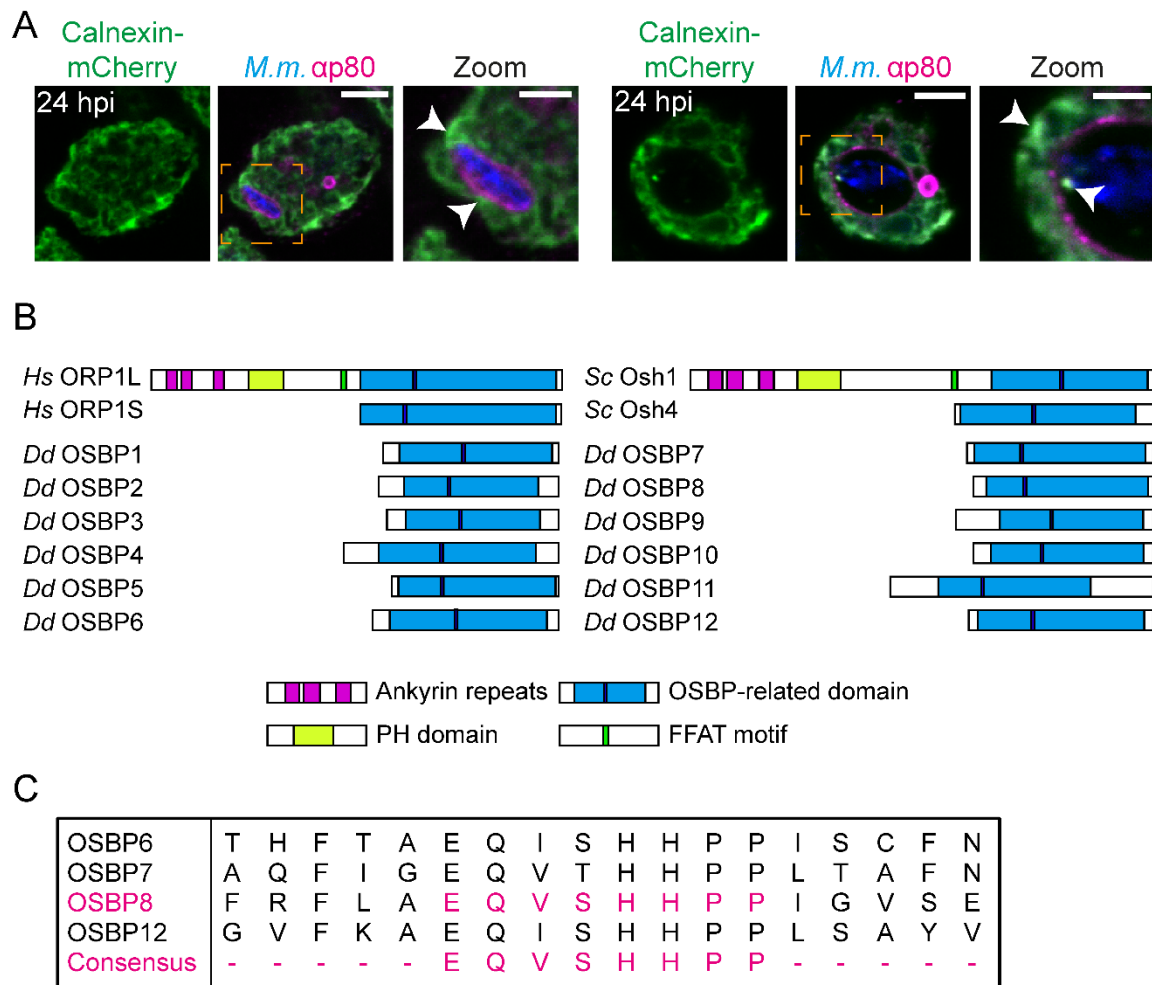 A
Calnexin-
mCherry
M.m. αp80
Zoom
Calnexin-
mCherry
M.m. αp80
Zoom
24 hpi
24 hpi
B
Hs ORP1L
Hs ORP1S
Dd OSBP1
Dd OSBP2
Dd OSBP3
Dd OSBP4
Dd OSBP5
Dd OSBP6
Sc Osh1
Sc Osh4
Dd OSBP7
Dd OSBP8
Dd OSBP9
Dd OSBP10
Dd OSBP11
Dd OSBP12
Ankyrin repeats
OSBP-related domain
PH domain
FFAT motif
C
OSBP6 T H F T A E Q I S H H P P I S C F N
OSBP7 A Q F I G E Q V T H H P P L T A F N
OSBP8 F R F L A E Q V S H H P P I G V S E
OSBP12 G V F K A E Q I S H H P P L S A Y V
Consensus - - - - - E Q V S H H P P - - - - -